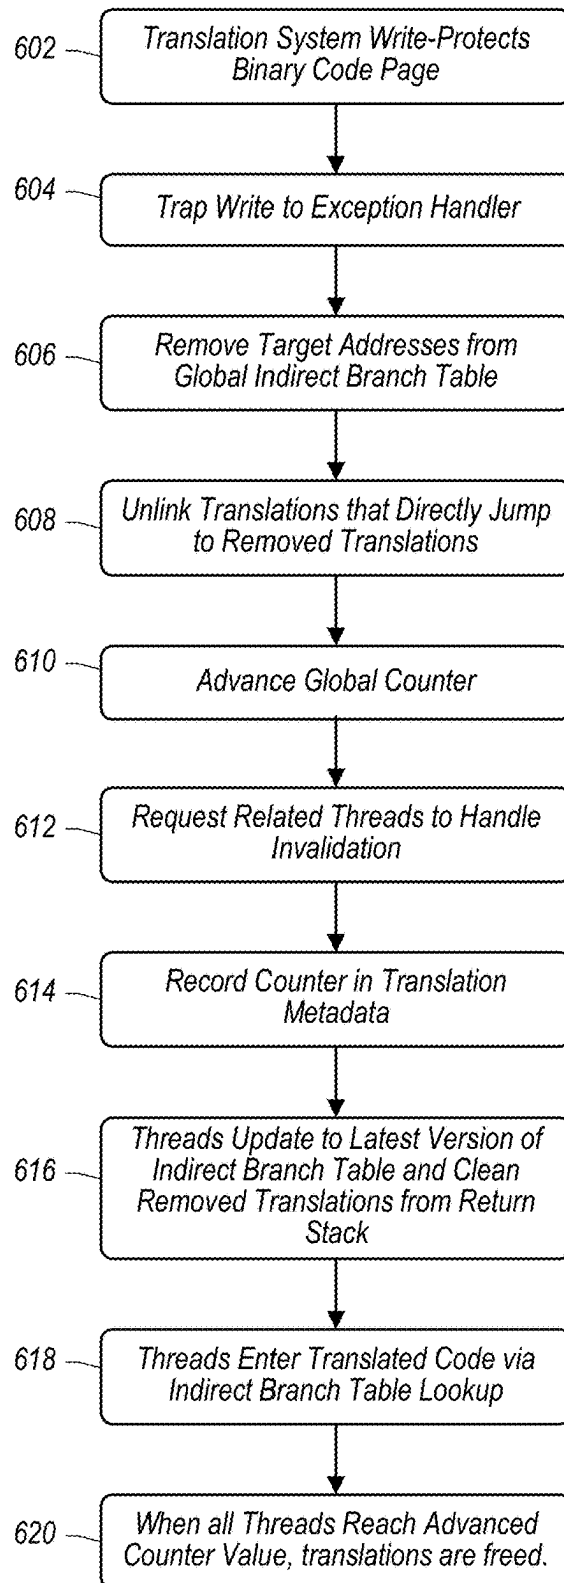 602
Translation System Write-Protects
Binary Code Page
604
Trap Write to Exception Handler
606
Remove Target Addresses from
Global Indirect Branch Table
608
Unlink Translations that Directly Jump
to Removed Translations
610
Advance Global Counter
612
Request Related Threads to Handle
Invalidation
614
Record Counter in Translation
Metadata
616
Threads Update to Latest Version of
Indirect Branch Table and Clean
Removed Translations from Return
Stack
618
Threads Enter Translated Code via
Indirect Branch Table Lookup
620
When all Threads Reach Advanced
Counter Value, translations are freed.